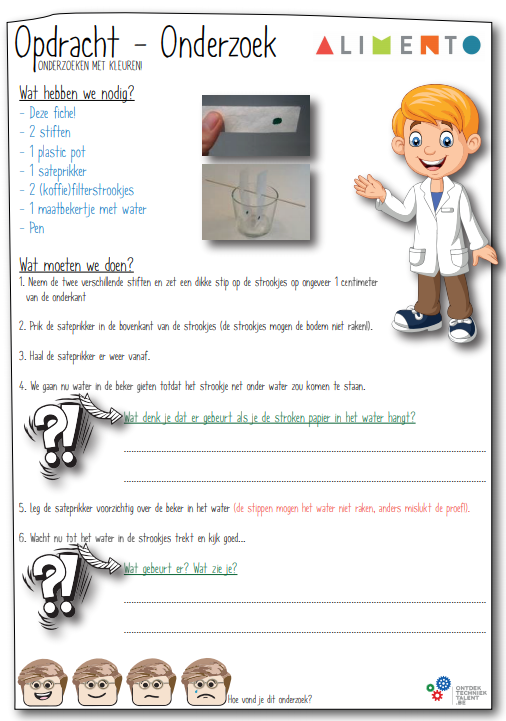 Opdracht - Onderzoek
ONDERZOEKEN MET KLEUREN!
ALIMENTO
Wat hebben we nodig?
- Deze fiche!
- 2 stiften
- 1 plastic pot
- 1 sateprikker
- 2 (koffie)filterstrookjes
- 1 maatbekertje met water
- Pen
Wat moeten we doen?
1. Neem de twee verschillende stiften en zet een dikke stip op de strookjes op ongeveer 1 centimeter
van de onderkant
2. Prik de sateprikker in de bovenkant van de strookjes (de strookjes mogen de bodem niet raken!).
3. Haal de sateprikker er weer vanaf.
4. We gaan nu water in de beker gieten totdat het strookje net onder water zou komen te staan.
?!
Wat denk je dat er gebeurt als je de stroken papier in het water hangt?
5. Leg de sateprikker voorzichtig over de beker in het water (de stippen mogen het water niet raken, anders mislukt de proef!).
6. Wacht nu tot het water in de strookjes trekt en kijk goed...
?!
Wat gebeurt er? Wat zie je?
Hoe vond je dit onderzoek?
ONTDEK
TECHNIEK
TALENT
.BE